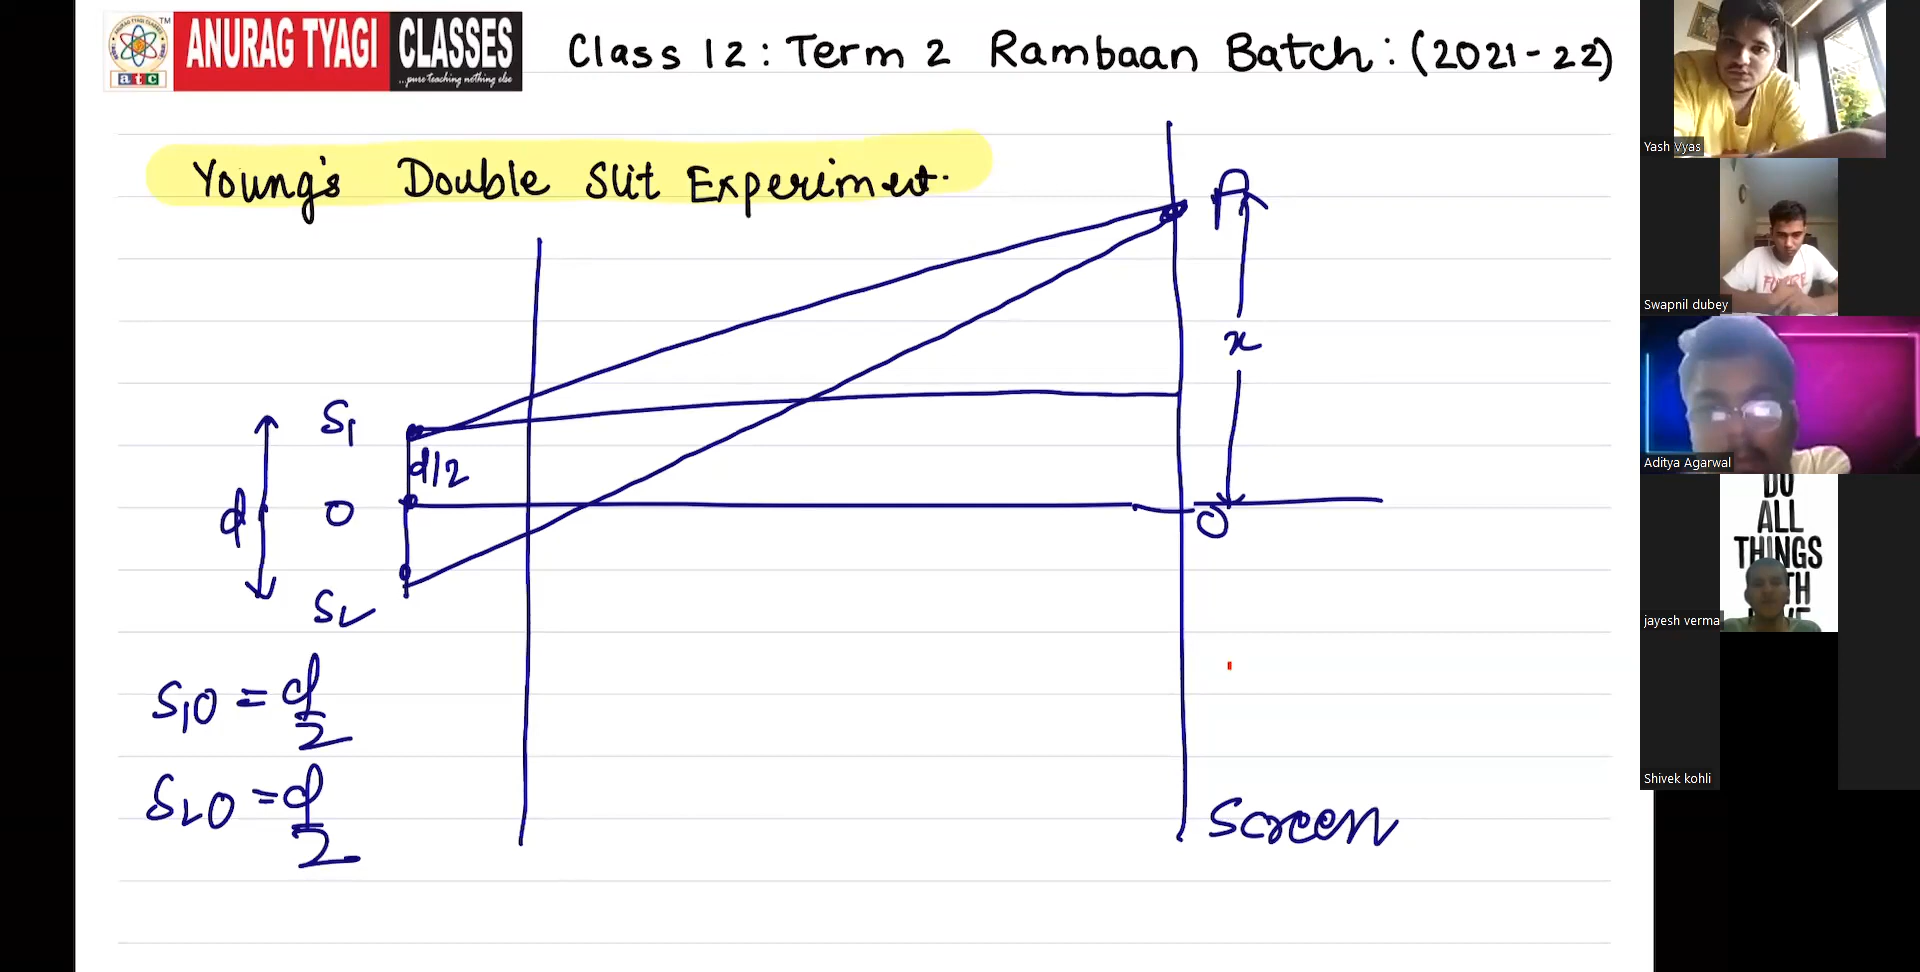 ANURAG TYAGI CLASSES
...pure teaching nothing else
TM
atc
Class 12 : Term 2 Rambaan Batch : (2021-22)
Young's Double Slit Experiment.
P
x
S1
d/2
d
O
O
S2
S1O = d/2
S2O = d/2
Screen
Yash Vyas
Swapnil dubey
Aditya Agarwal
DO
ALL
THINGS
jayesh verma
Shivek kohli